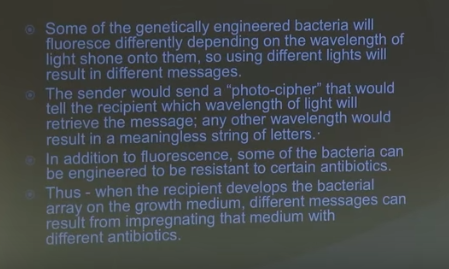 Some of the genetically engineered bacteria will
fluoresce differently depending on the wavelength of
light shone onto them, so using different lights will
result in different messages.
The sender would send a "photo-cipher" that would
tell the recipient which wavelength of light will
retrieve the message; any other wavelength would
result in a meaningless string of letters.
In addition to fluorescence, some of the bacteria can
be engineered to be resistant to certain antibiotics.
Thus - when the recipient develops the bacterial
array on the growth medium, different messages can
result from impregnating that medium with
different antibiotics.